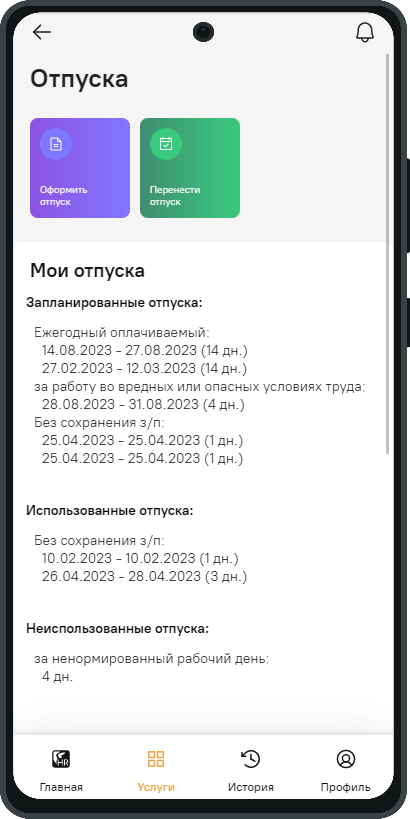 Отпуска
Оформить
отпуск
Перенести
отпуск
Мои отпуска
Запланированные отпуска:
Ежегодный оплачиваемый:
14.08.2023 - 27.08.2023 (14 дн.)
27.02.2023 - 12.03.2023 (14 дн.)
за работу во вредных или опасных условиях труда:
28.08.2023 - 31.08.2023 (4 дн.)
Без сохранения з/п:
25.04.2023 - 25.04.2023 (1 дн.)
25.04.2023 - 25.04.2023 (1 дн.)
Использованные отпуска:
Без сохранения з/п:
10.02.2023 - 10.02.2023 (1 дн.)
26.04.2023 - 28.04.2023 (3 дн.)
Неиспользованные отпуска:
за ненормированный рабочий день:
4 дн.
HR
Главная
Услуги
История
Профиль